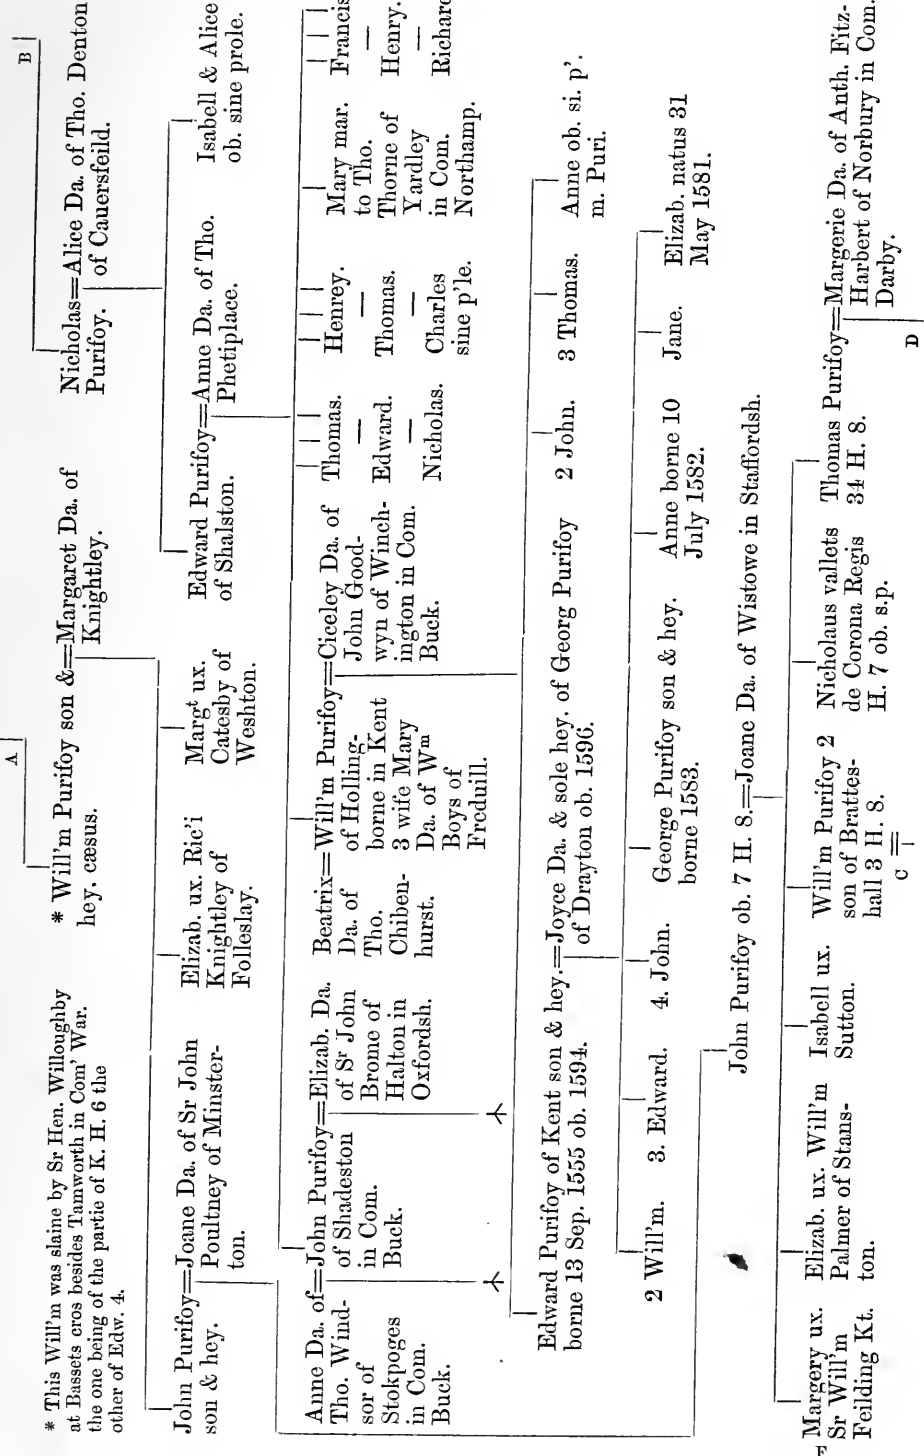 * This Will'm was slaine by Sr Hen. Willoughby
at Bassets cros besides Tamworth in Com' War.
the one being of the partie of K. H. 6 the
other of Edw. 4.
A
B
* Will'm Purifoy son &=Margaret Da. of
hey. cæsus.
Knightley.
Nicholas=Alice Da. of Tho. Denton
Purifoy.
of Cauersfeild.
John Purifoy=Joane Da. of Sr John
son & hey.
Poultney of Minster-
ton.
Elizab. ux. Ric'i
Knightley of
Folleslay.
Margt ux.
Catesby of
Weshton.
Edward Purifoy=Anne Da. of Tho.
of Shalston.
Phetiplace.
Isabell & Alice
ob. sine prole.
Anne Da. of=John Purifoy=Elizab. Da.
Tho. Wind-
sor of
Stokpoges
in Com.
Buck.
of Shadeston
in Com.
Buck.
of Sr John
Brome of
Halton in
Oxfordsh.
Beatrix=Will'm Purifoy=Ciceley Da. of
Da. of
Tho.
Chiben-
hurst.
of Holling-
borne in Kent
3 wife Mary
Da. of Wm
Boys of
Freduill.
John Good-
wyn of Winch-
ington in Com.
Buck.
Thomas.
—
Edward.
—
Nicholas.
Henrey.
—
Thomas.
—
Charles
sine p'le.
Mary mar.
to Tho.
Thorne of
Yardley
in Com.
Northamp.
Francis
—
Henry.
—
Richard
Edward Purifoy of Kent son & hey.=Joyce Da. & sole hey. of Georg Purifoy
borne 13 Sep. 1555 ob. 1594.
of Drayton ob. 1596.
2 John.
3 Thomas.
Anne ob. si. p'.
m. Puri.
2 Will'm.
3. Edward.
4. John.
George Purifoy son & hey.
borne 1583.
Anne borne 10
July 1582.
Jane.
Elizab. natus 31
May 1581.
John Purifoy ob. 7 H. 8.=Joane Da. of Wistowe in Staffordsh.
Margery ux.
Sr Will'm
Feilding Kt.
Elizab. ux. Will'm
Palmer of Stans-
ton.
Isabell ux.
Sutton.
Will'm Purifoy 2
son of Brattes-
hall 3 H. 8.
C
Nicholaus vallets
de Corona Regis
H. 7 ob. s.p.
Thomas Purifoy=Margerie Da. of Anth. Fitz-
34 H. 8.
Harbert of Norbury in Com.
Darby.
D